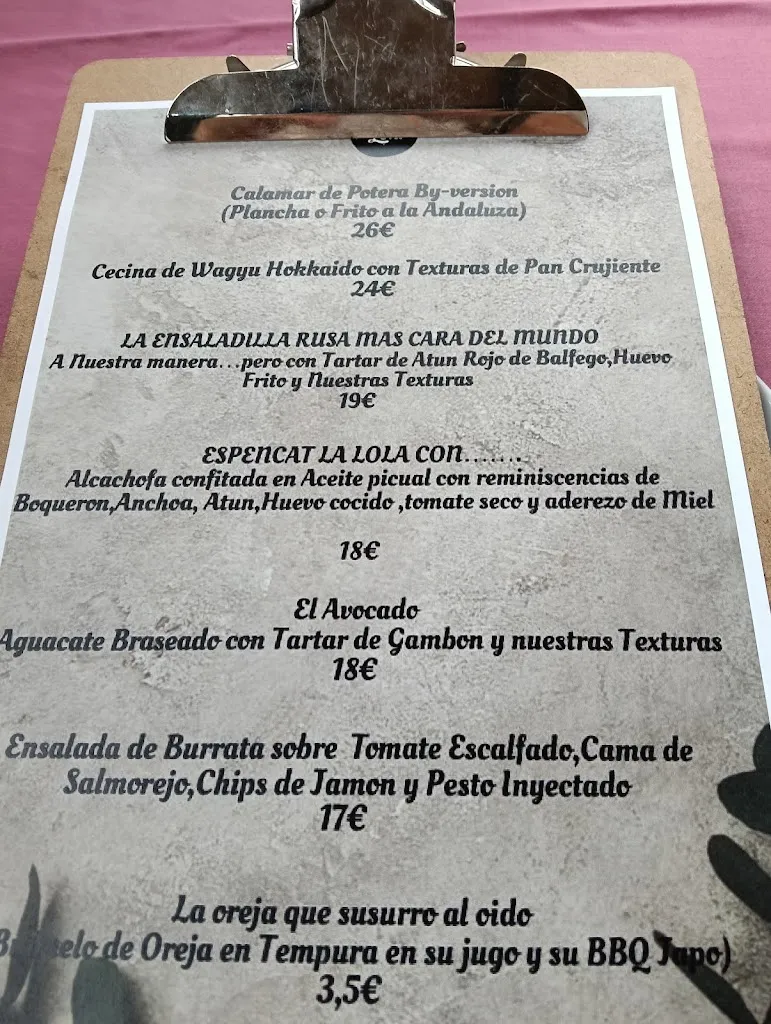 Calamar de Potera By-version
(Plancha o Frito a la Andaluza)
26€
Cecina de Wagyu Hokkaido con Texturas de Pan Crujiente
24€
LA ENSALADILLA RUSA MAS CARA DEL MUNDO
A Nuestra manera...pero con Tartar de Atun Rojo de Balfego,Huevo
Frito y Nuestras Texturas
19€
ESPENCAT LA LOLA CON.......
Alcachofa confitada en Aceite picual con reminiscencias de
Boqueron,Anchoa, Atun,Huevo cocido ,tomate seco y aderezo de Miel
18€
El Avocado
Aguacate Braseado con Tartar de Gambon y nuestras Texturas
18€
Ensalada de Burrata sobre Tomate Escalfado,Cama de
Salmorejo,Chips de Jamon y Pesto Inyectado
17€
La oreja que susurro al oido
de Oreja en Tempura en su jugo y su BBQ Japo)
3,5€